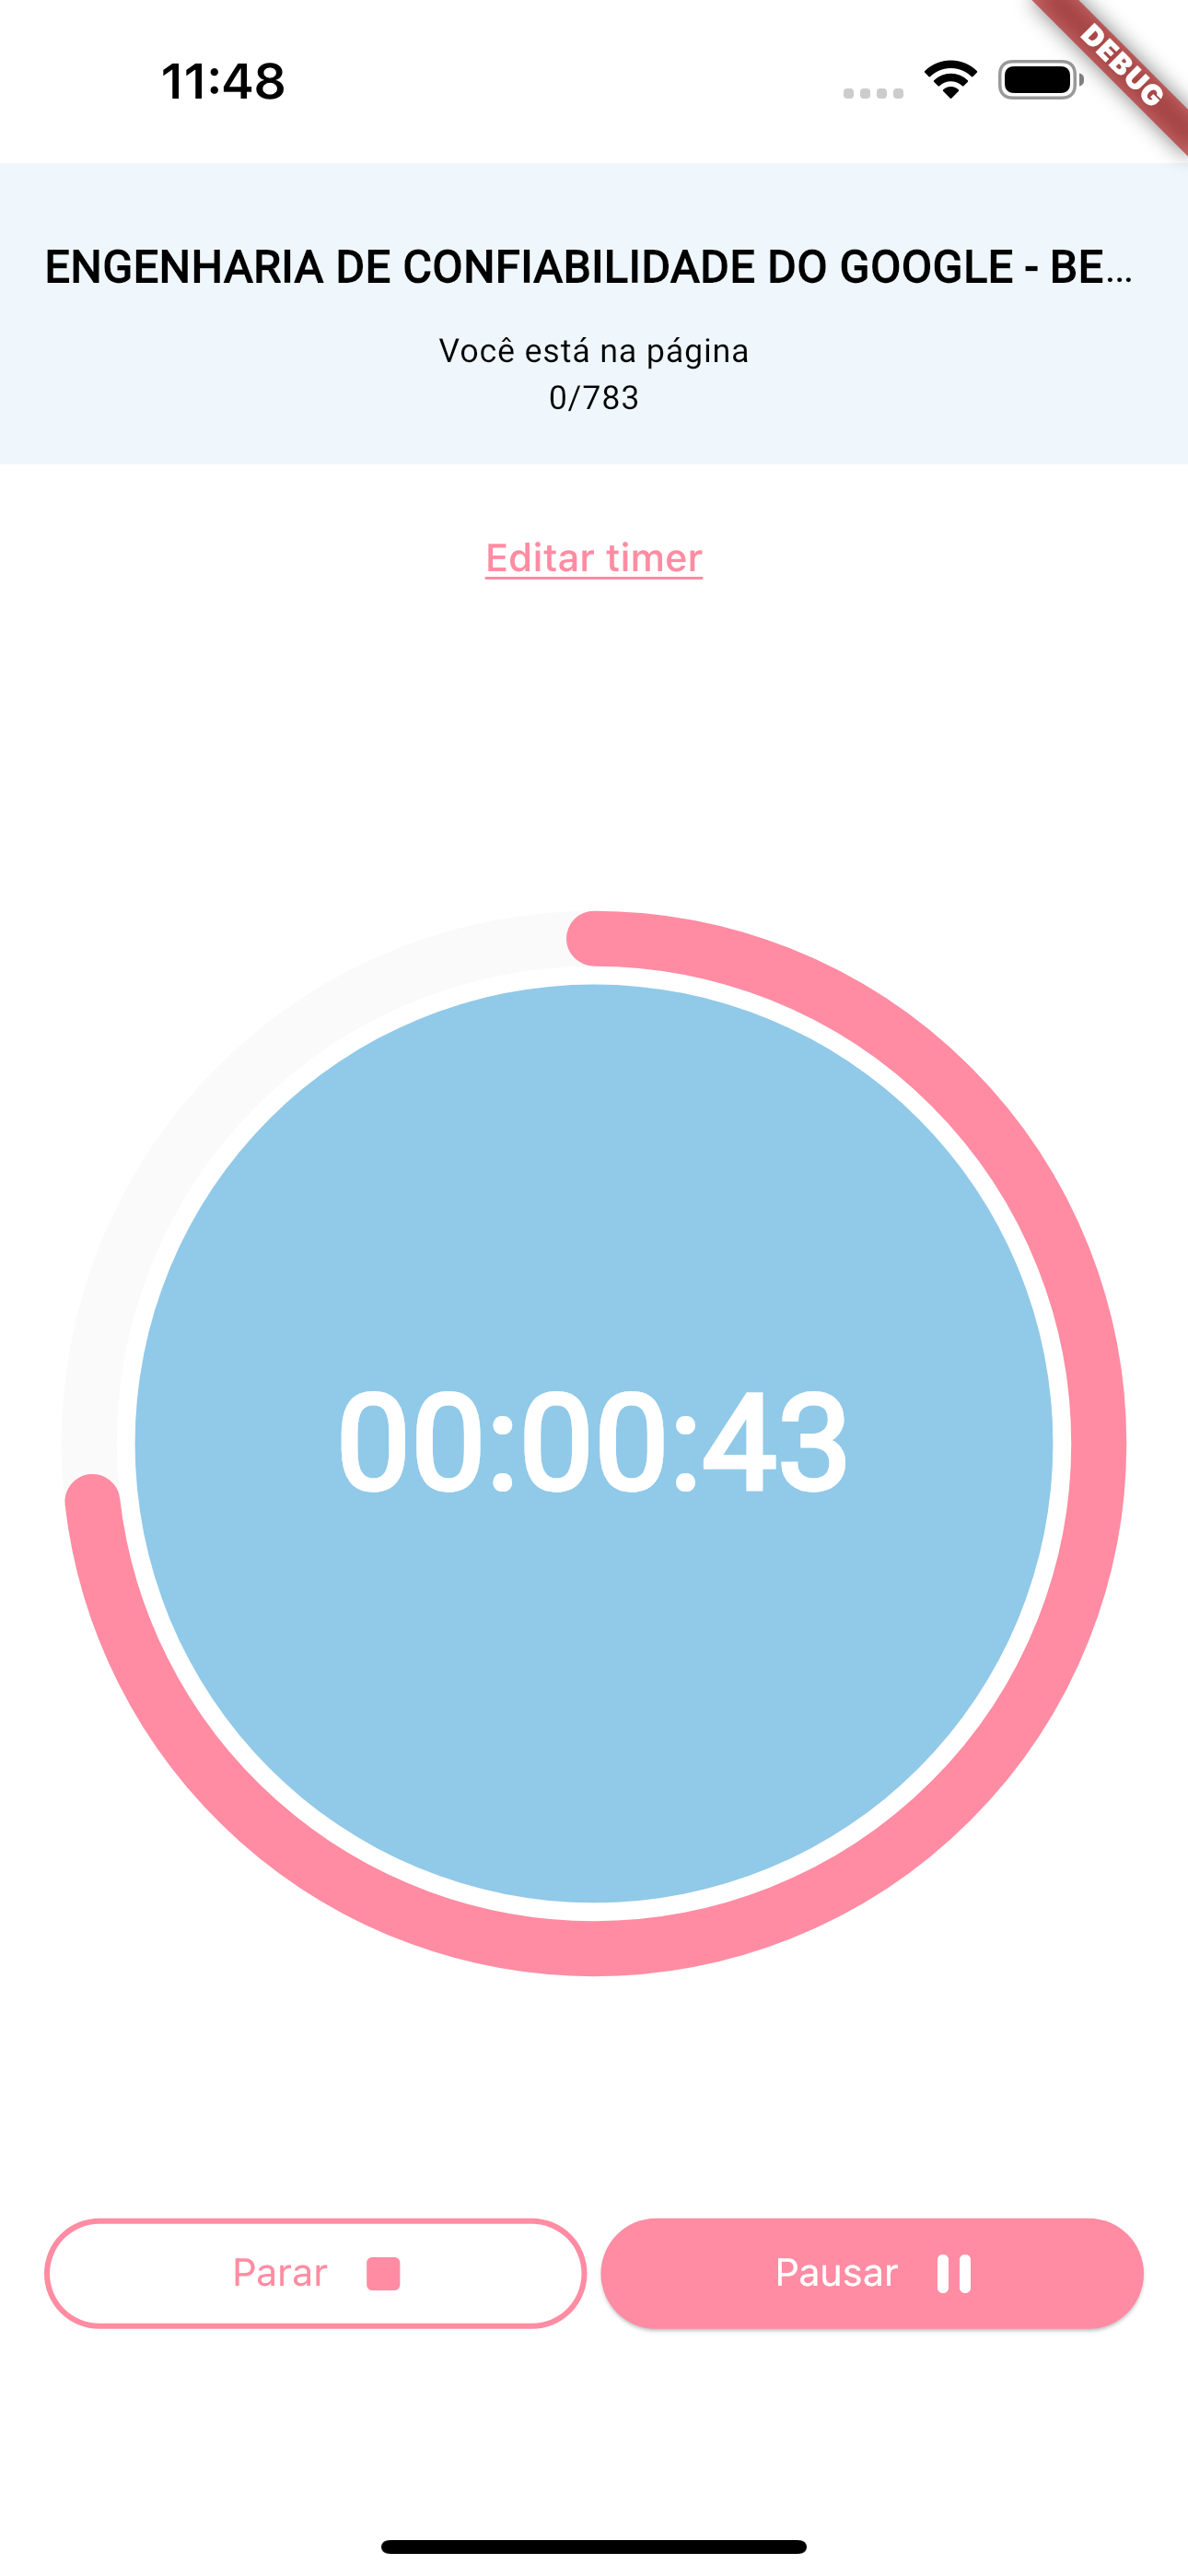 11:48
DEBUG
ENGENHARIA DE CONFIABILIDADE DO GOOGLE - BE...
Você está na página
0/783
Editar timer
00:00:43
Parar
Pausar